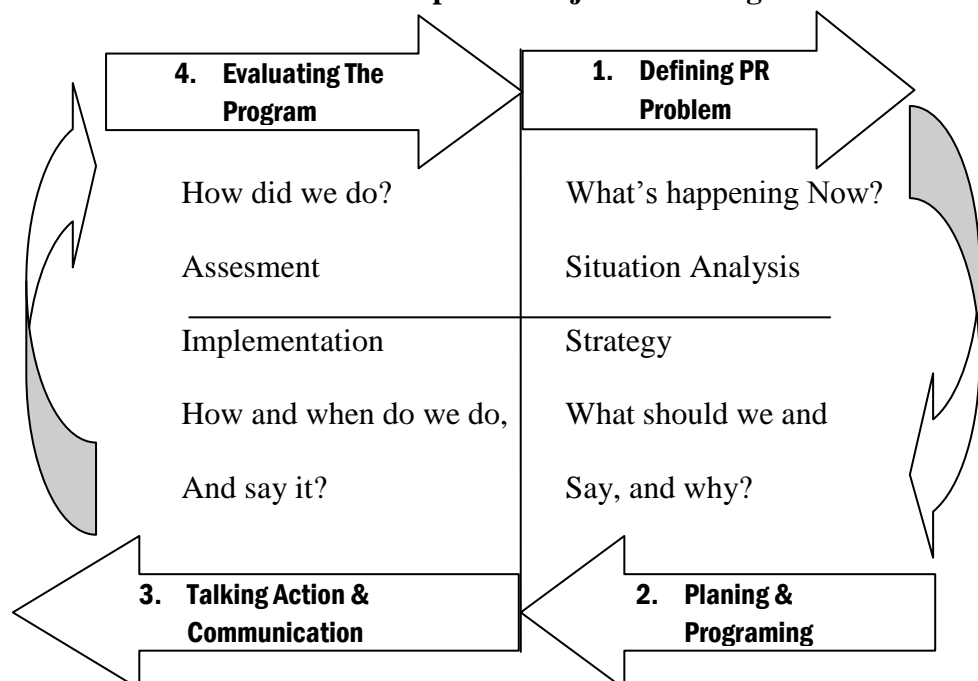 4. Evaluating The
Program
1. Defining PR
Problem
How did we do?
Assesment
What's happening Now?
Situation Analysis
Implementation
How and when do we do,
And say it?
Strategy
What should we and
Say, and why?
3. Talking Action &
Communication
2. Planing &
Programing